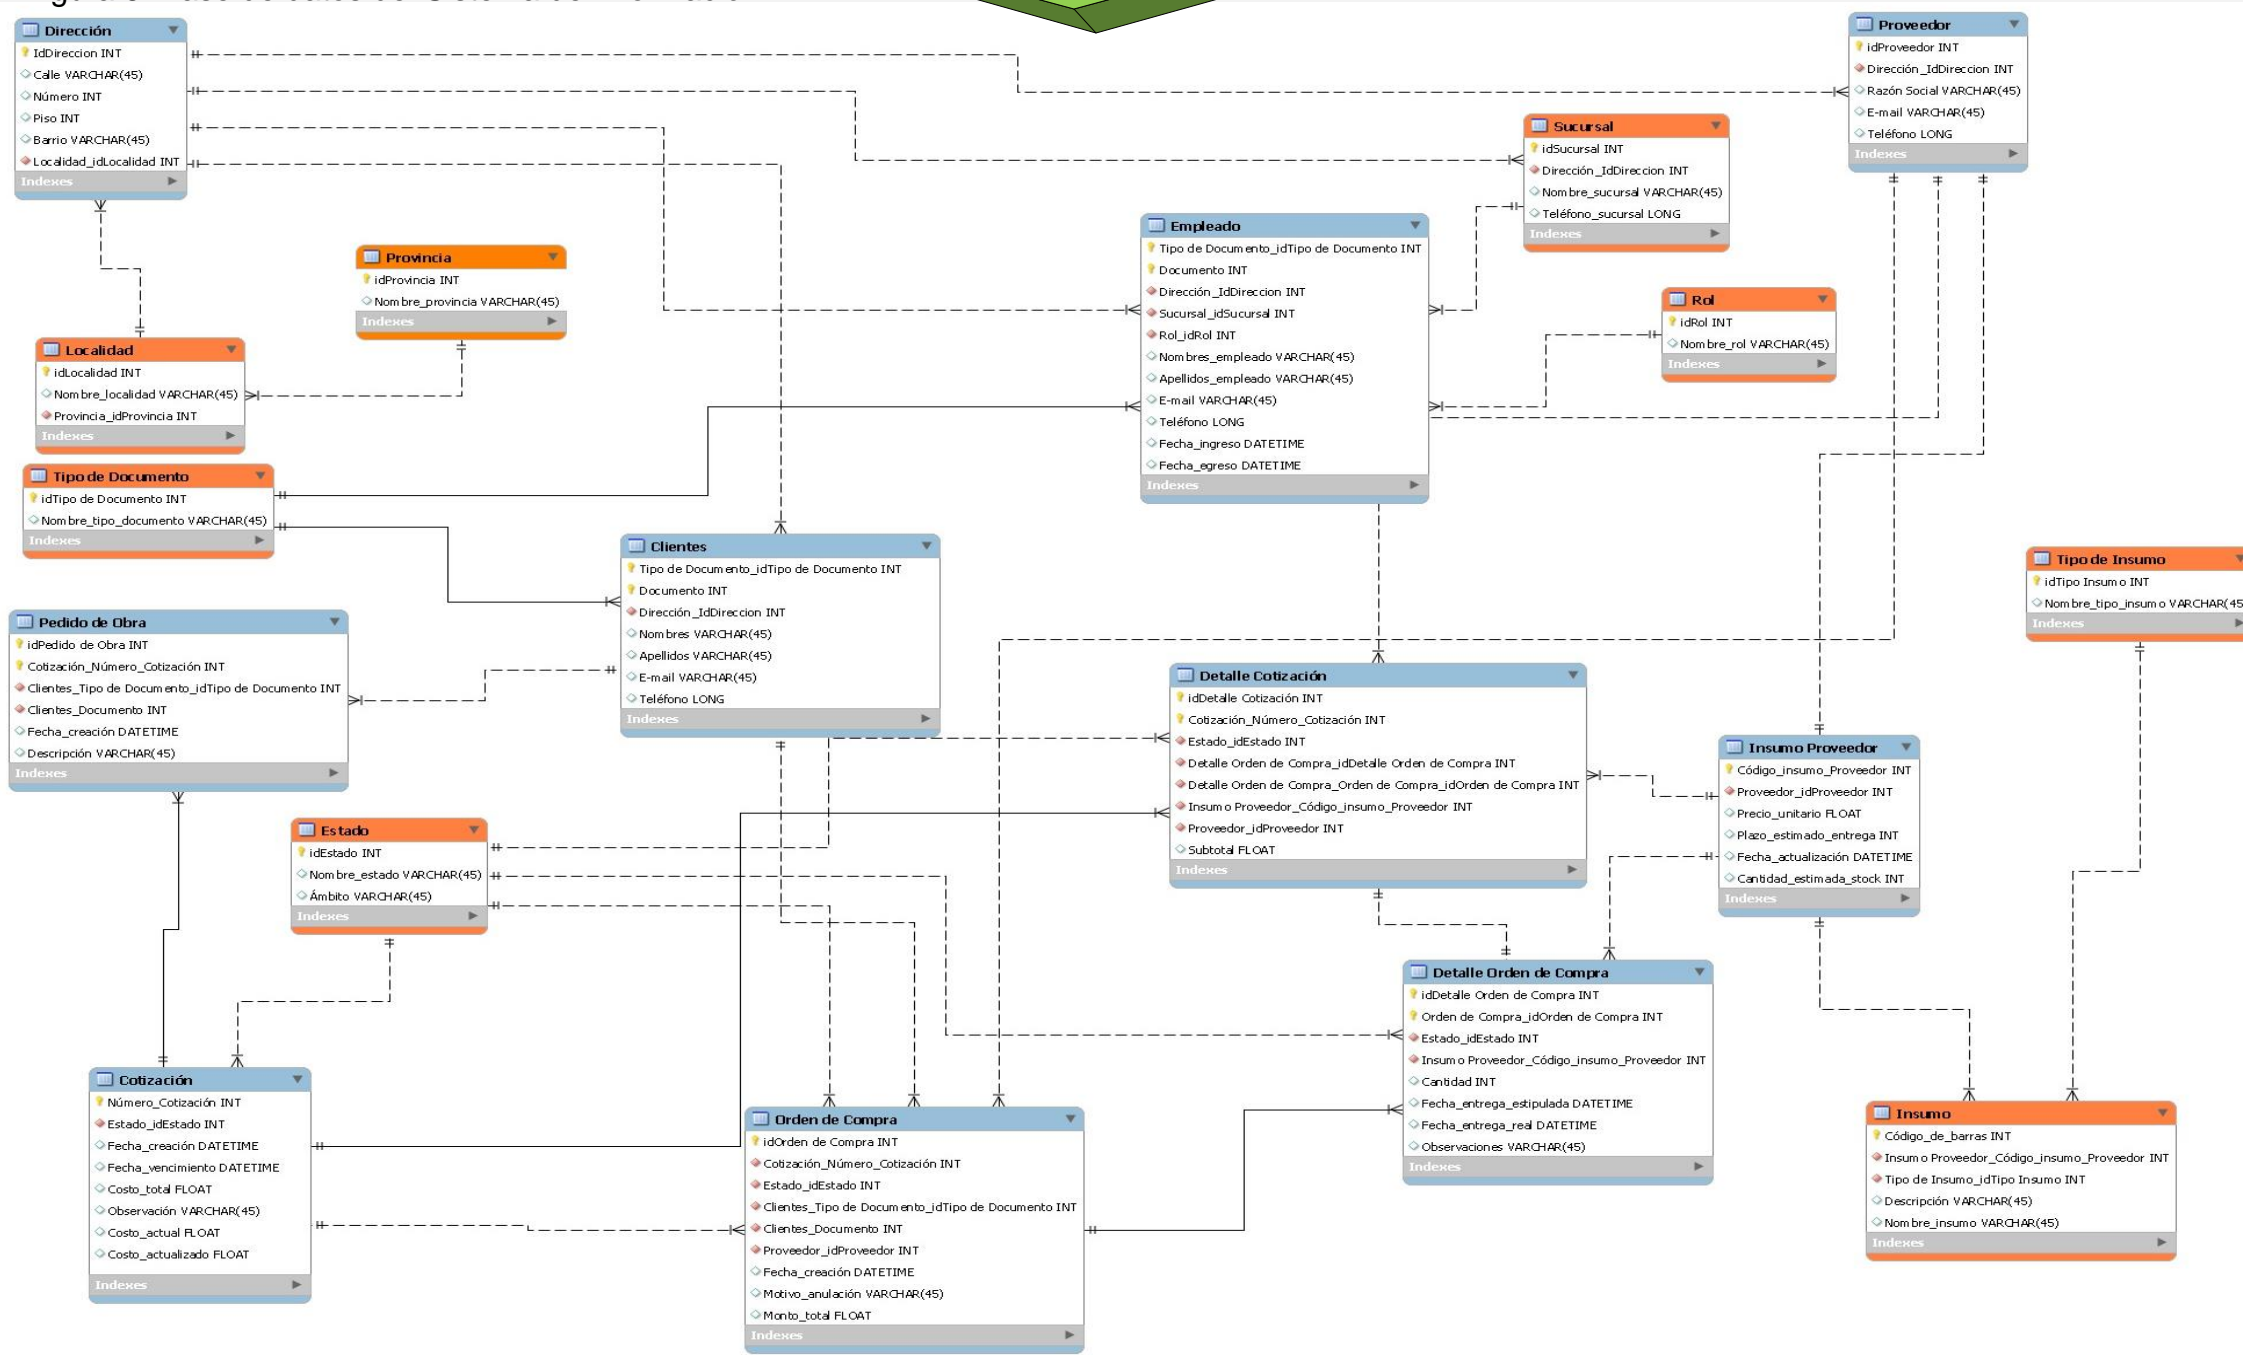 Dirección
IdDireccion INT
Calle VARCHAR(45)
Número INT
Piso INT
Barrio VARCHAR(45)
Localidad_idLocalidad INT
Indexes
Proveedor
idProveedor INT
Dirección_IdDireccion INT
Razón Social VARCHAR(45)
E-mail VARCHAR(45)
Teléfono LONG
Indexes
Sucursal
idSucursal INT
Dirección_IdDireccion INT
Nombre_sucursal VARCHAR(45)
Teléfono_sucursal LONG
Indexes
Provincia
idProvincia INT
Nombre_provincia VARCHAR(45)
Indexes
Empleado
Tipo de Documento_idTipo de Documento INT
Documento INT
Dirección_IdDireccion INT
Sucursal_idSucursal INT
Rol_idRol INT
Nombres_empleado VARCHAR(45)
Apellidos_empleado VARCHAR(45)
E-mail VARCHAR(45)
Teléfono LONG
Fecha_ingreso DATETIME
Fecha_egreso DATETIME
Indexes
Rol
idRol INT
Nombre_rol VARCHAR(45)
Indexes
Localidad
idLocalidad INT
Nombre_localidad VARCHAR(45)
Provincia_idProvincia INT
Indexes
Tipo de Documento
idTipo de Documento INT
Nombre_tipo_documento VARCHAR(45)
Indexes
Clientes
Tipo de Documento_idTipo de Documento INT
Documento INT
Dirección_IdDireccion INT
Nombres VARCHAR(45)
Apellidos VARCHAR(45)
E-mail VARCHAR(45)
Teléfono LONG
Indexes
Tipo de Insumo
idTipo Insumo INT
Nombre_tipo_insumo VARCHAR(45
Indexes
Pedido de Obra
idPedido de Obra INT
Cotización_Número_Cotización INT
Clientes_Tipo de Documento_idTipo de Documento INT
Clientes_Documento INT
Fecha_creación DATETIME
Descripción VARCHAR(45)
Indexes
Detalle Cotización
idDetalle Cotización INT
Cotización_Número_Cotización INT
Estado_idEstado INT
Detalle Orden de Compra_idDetalle Orden de Compra INT
Detalle Orden de Compra_Orden de Compra_idOrden de Compra INT
Insumo Proveedor_Código_insumo_Proveedor INT
Proveedor_idProveedor INT
Subtotal FLOAT
Indexes
Insumo Proveedor
Código_insumo_Proveedor INT
Proveedor_idProveedor INT
Precio_unitario FLOAT
Plazo_estimado_entrega INT
Fecha_actualización DATETIME
Cantidad_estimada_stock INT
Indexes
Estado
idEstado INT
Nombre_estado VARCHAR(45)
Ámbito VARCHAR(45)
Indexes
Detalle Orden de Compra
idDetalle Orden de Compra INT
Orden de Compra_idOrden de Compra INT
Estado_idEstado INT
Insumo Proveedor_Código_insumo_Proveedor INT
Cantidad INT
Fecha_entrega_estipulada DATETIME
Fecha_entrega_real DATETIME
Observaciones VARCHAR(45)
Indexes
Cotización
Número_Cotización INT
Estado_idEstado INT
Fecha_creación DATETIME
Fecha_vencimiento DATETIME
Costo_total FLOAT
Observación VARCHAR(45)
Costo_actual FLOAT
Costo_actualizado FLOAT
Indexes
Orden de Compra
idOrden de Compra INT
Cotización_Número_Cotización INT
Estado_idEstado INT
Clientes_Tipo de Documento_idTipo de Documento INT
Clientes_Documento INT
Proveedor_idProveedor INT
Fecha_creación DATETIME
Motivo_anulación VARCHAR(45)
Monto_total FLOAT
Indexes
Insumo
Código_de_barras INT
Insumo Proveedor_Código_insumo_Proveedor INT
Tipo de Insumo_idTipo Insumo INT
Descripción VARCHAR(45)
Nombre_insumo VARCHAR(45)
Indexes